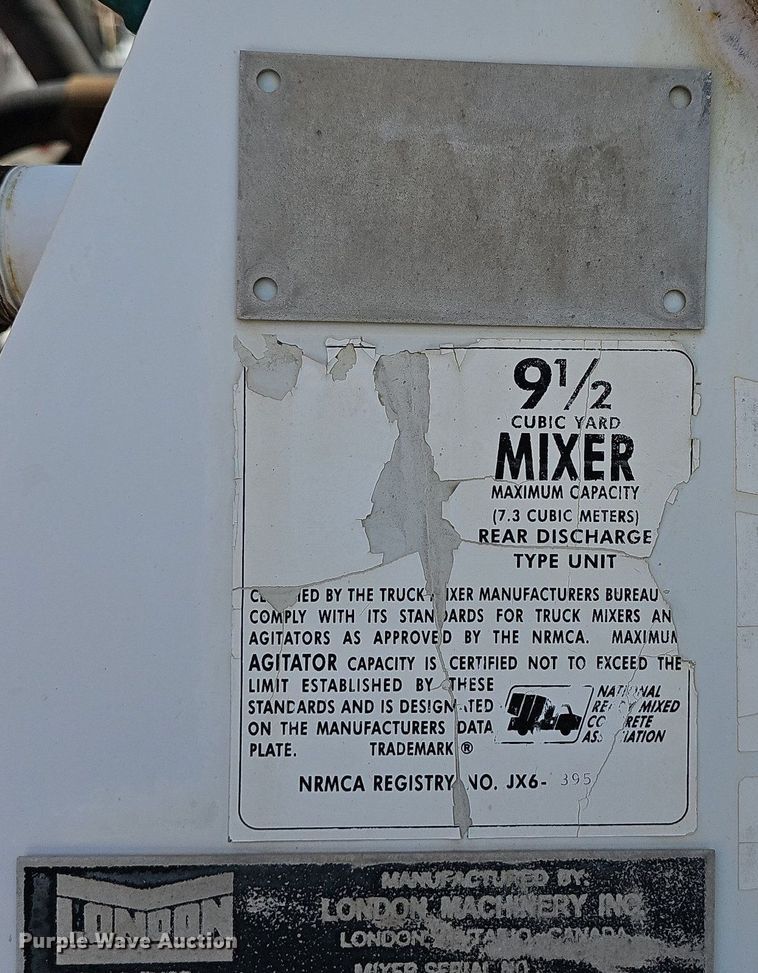 9 1/2
CUBIC YARD
MIXER
MAXIMUM CAPACITY
(7.3 CUBIC METERS)
REAR DISCHARGE
TYPE UNIT
BY THE TRUCK MANUFACTURERS BUREAU
COMPLY WITH ITS STANDARDS FOR TRUCK MIXERS AN
AGITATORS AS APPROVED BY THE NRMCA. MAXIMUM
AGITATOR CAPACITY IS CERTIFIED NOT TO EXCEED THE
LIMIT ESTABLISHED BY THESE
STANDARDS AND IS DESIGNATED
ON THE MANUFACTURERS DATA
PLATE. TRADEMARK ®
NATIONAL
READY MIXED
CONCRETE
ASSOCIATION
NRMCA REGISTRY NO. JX6- 395
LONDON
MANUFACTURED BY:
LONDON MACHINERY INC.
LONDON ONTARIO CANADA
MIXER SERIAL NO.
Purple Wave Auction